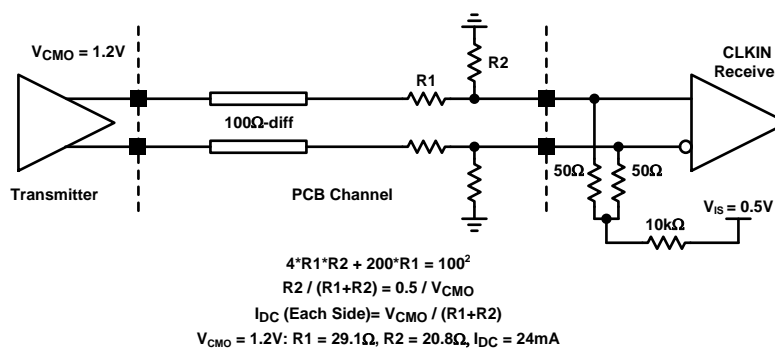 V_CMO = 1.2V
R2
CLKIN
Receive
R1
100Ω-diff
50Ω
50Ω
Transmitter
PCB Channel
V_IS = 0.5V
10kΩ
4*R1*R2 + 200*R1 = 100²
R2 / (R1+R2) = 0.5 / V_CMO
I_DC (Each Side)= V_CMO / (R1+R2)
V_CMO = 1.2V: R1 = 29.1Ω, R2 = 20.8Ω, I_DC = 24mA